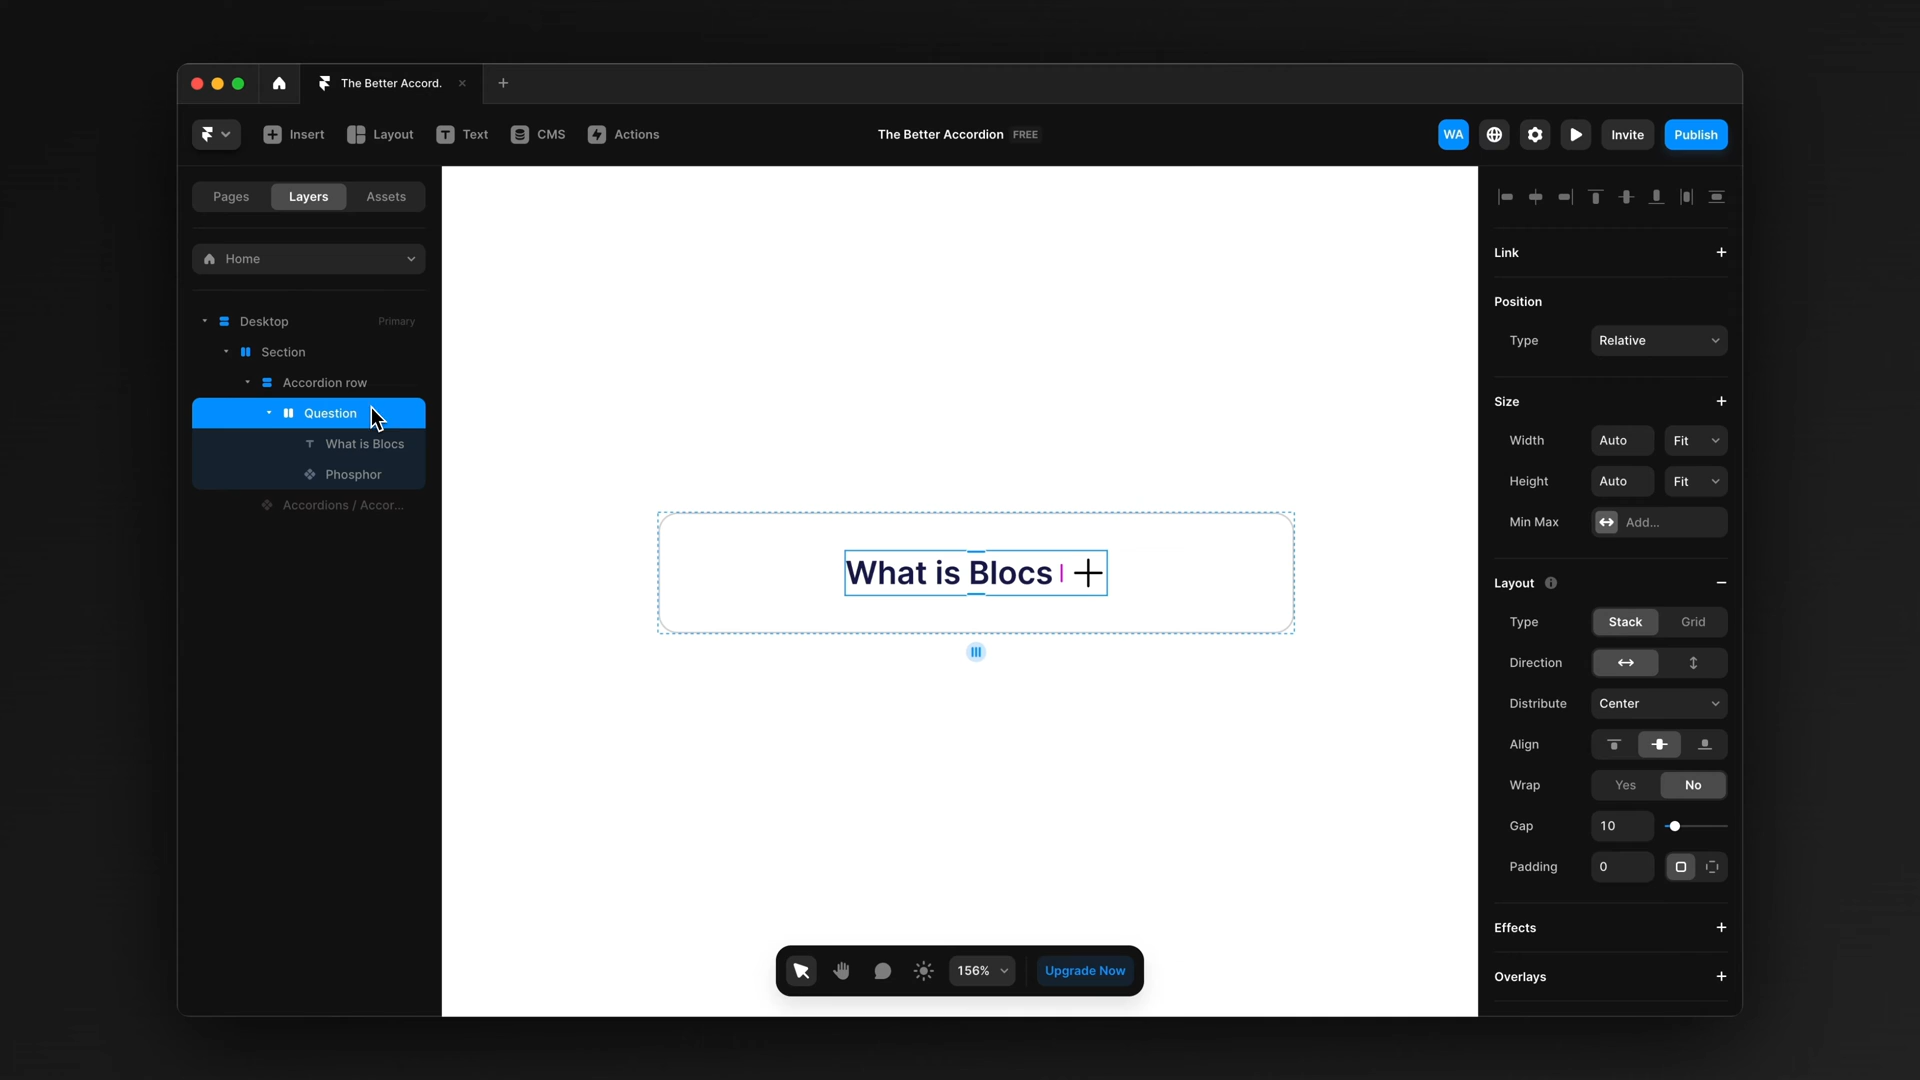 The Better Accord.
Insert
Layout
Text
CMS
Actions
The Better Accordion FREE
WA
Invite
Publish
Pages
Layers
Assets
Home
Desktop
Primary
Section
Accordion row
Question
What is Blocs
Phosphor
Accordions / Accor...
What is Blocs
156%
Upgrade Now
Link
Position
Type
Relative
Size
Width
Auto
Fit
Height
Auto
Fit
Min Max
Add...
Layout
Type
Stack
Grid
Direction
Distribute
Center
Align
Wrap
Yes
No
Gap
10
Padding
0
Effects
Overlays